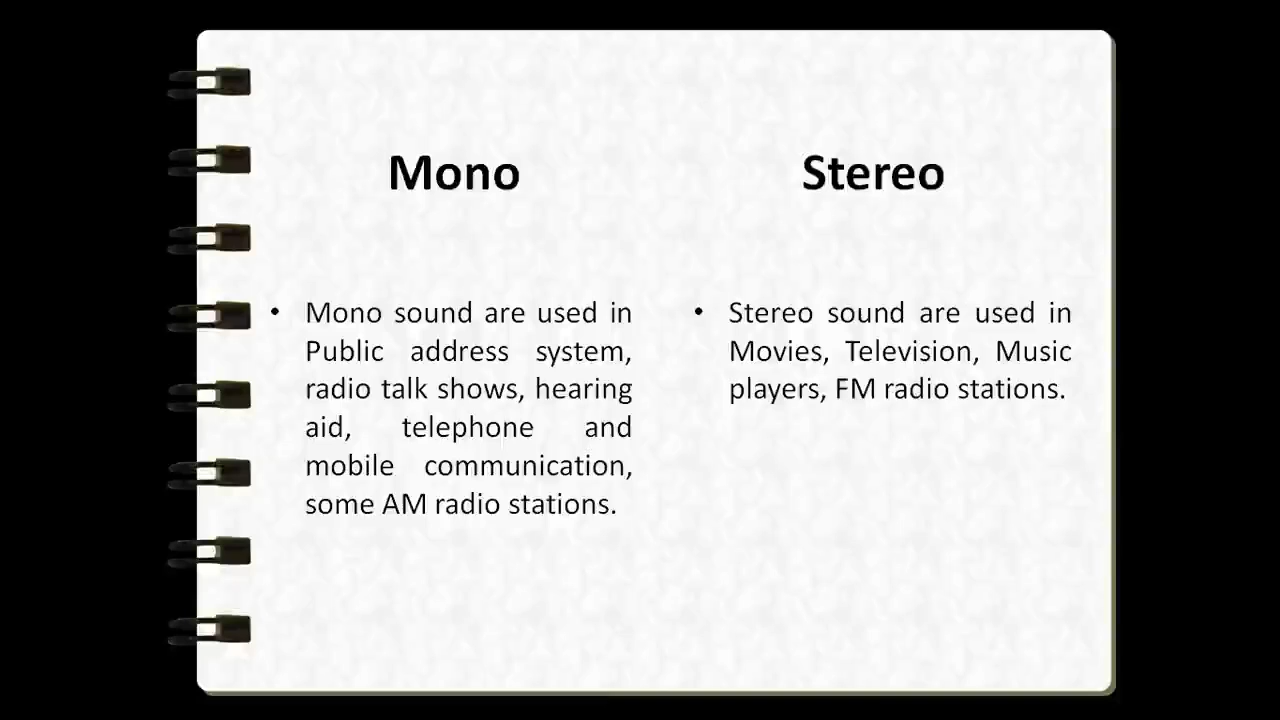 Mono
Stereo
• Mono sound are used in
Public address system,
radio talk shows, hearing
aid, telephone and
mobile communication,
some AM radio stations.
• Stereo sound are used in
Movies, Television, Music
players, FM radio stations.